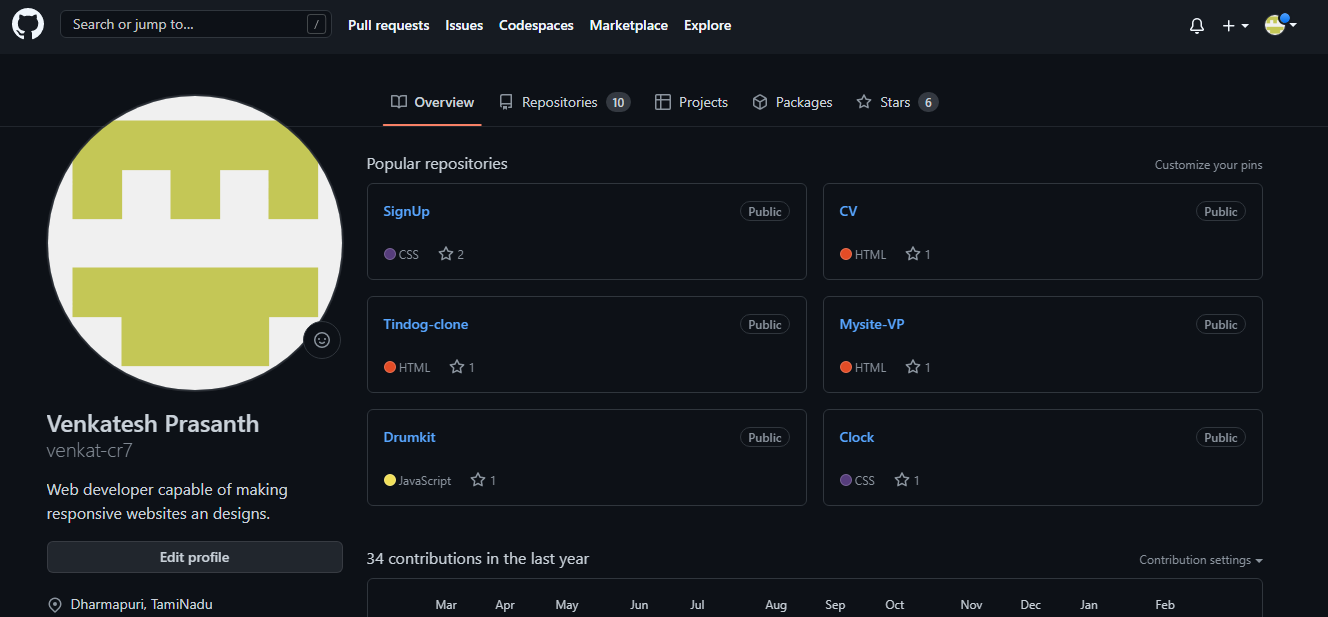 Search or jump to... / Pull requests Issues Codespaces Marketplace Explore
Overview Repositories 10 Projects Packages Stars 6
Venkatesh Prasanth
venkat-cr7
Web developer capable of making
responsive websites an designs.
Edit profile
Dharmapuri, TamiNadu
Popular repositories Customize your pins
SignUp Public
CSS 2
CV Public
HTML 1
Tindog-clone Public
HTML 1
Mysite-VP Public
HTML 1
Drumkit Public
JavaScript 1
Clock Public
CSS 1
34 contributions in the last year Contribution settings
Mar Apr May Jun Jul Aug Sep Oct Nov Dec Jan Feb